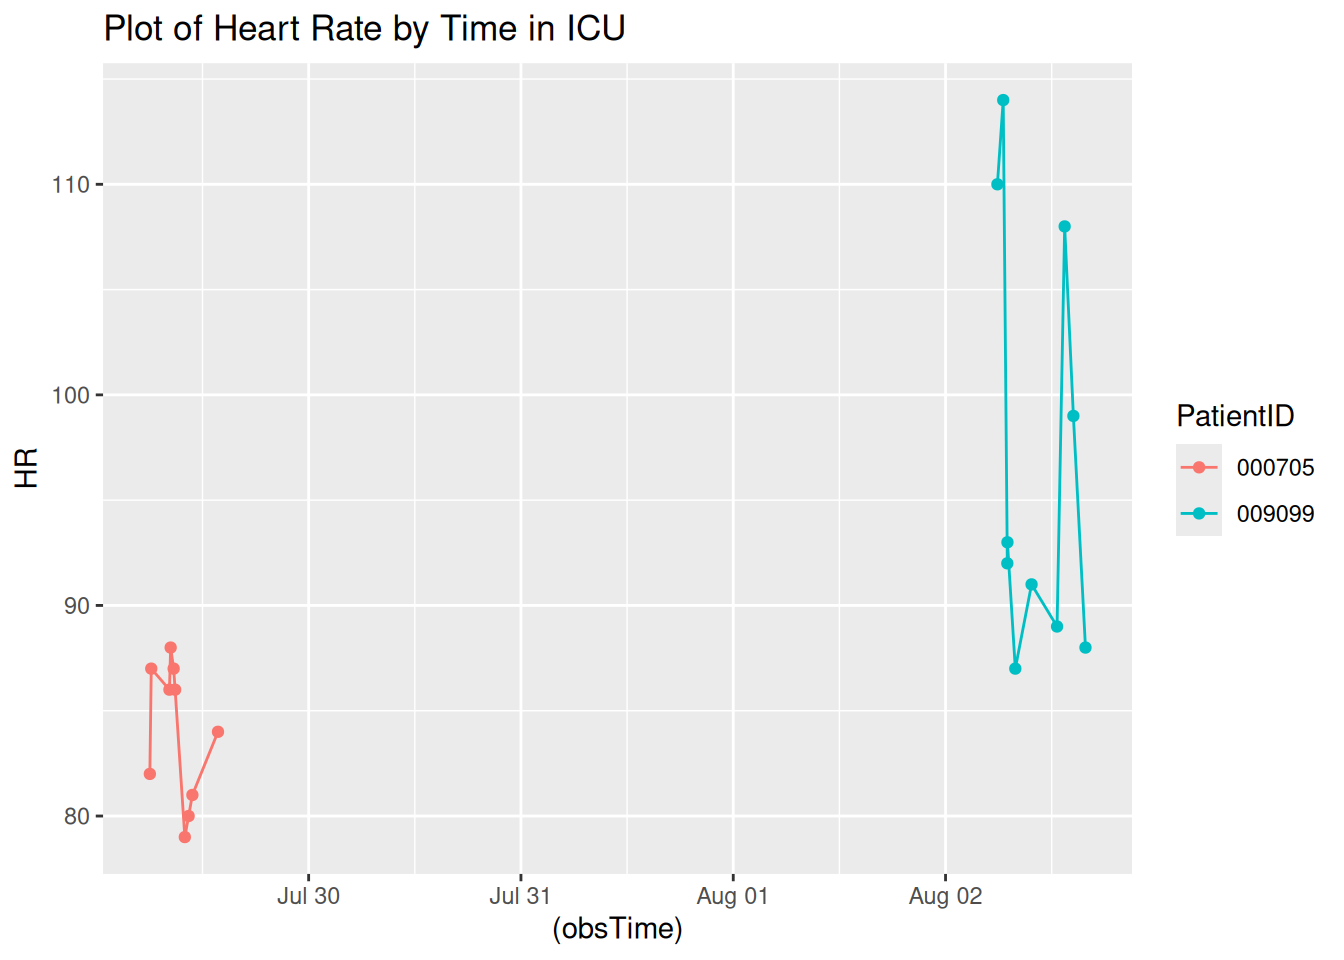 Plot of Heart Rate by Time in ICU
110
100
90
80
HR
Jul 30
Jul 31
Aug 01
Aug 02
(obsTime)
PatientID
000705
009099